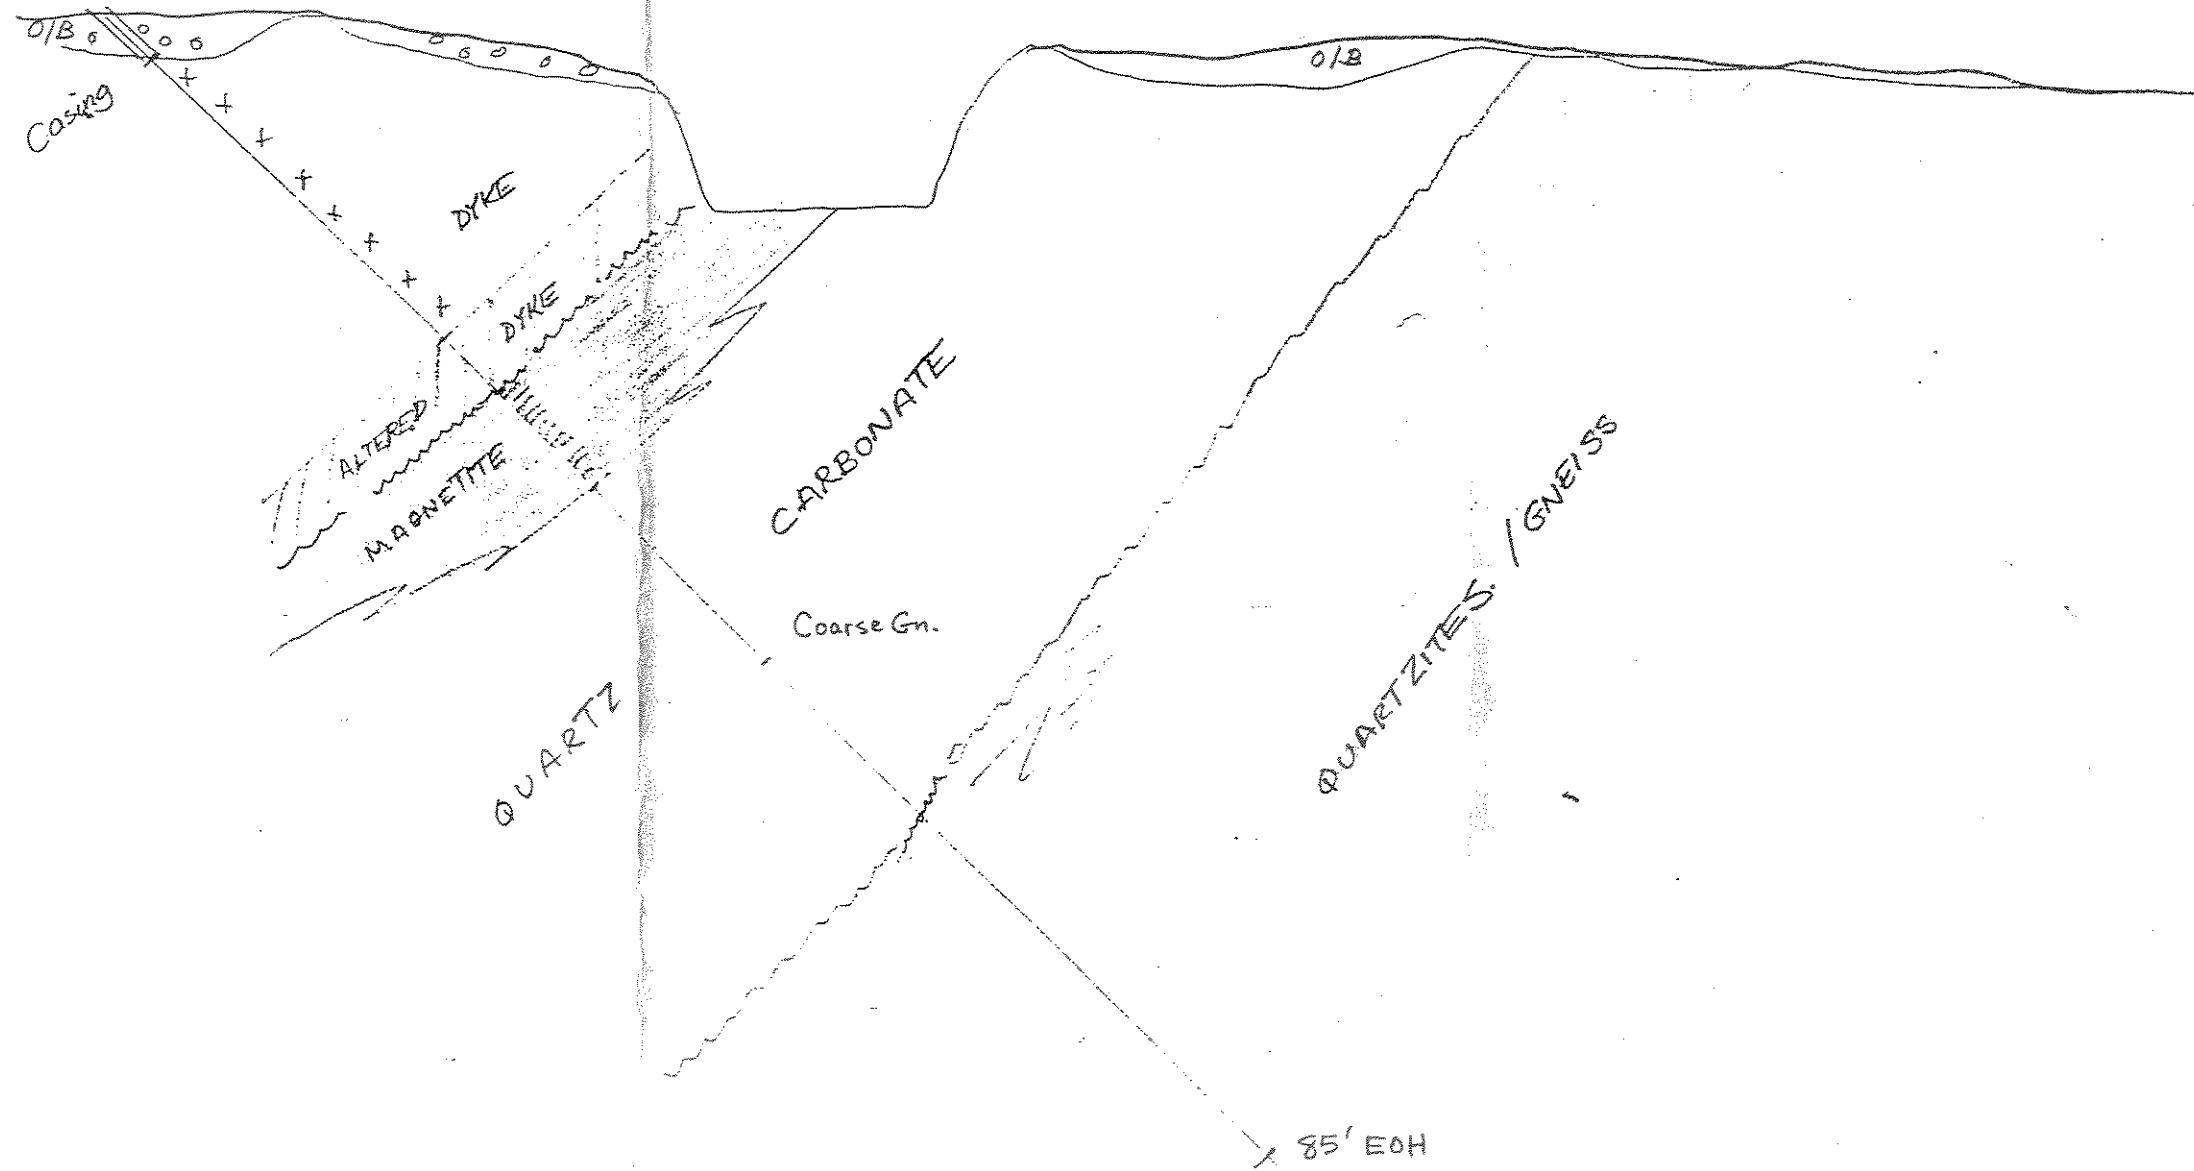 O/B
O/B
Casing
DYKE
DYKE
ALTERED
MAGNETITE
CARBONATE
QUARTZITES. / GNEISS
Coarse Gn.
QUARTZ
85' EOH